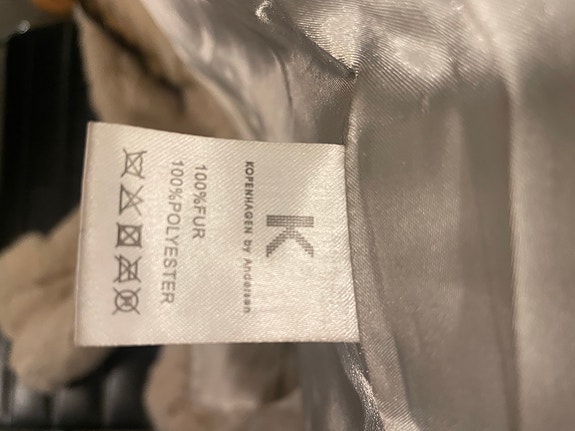 K
KOPENHAGEN by Andersen
100%FUR
100%POLYESTER